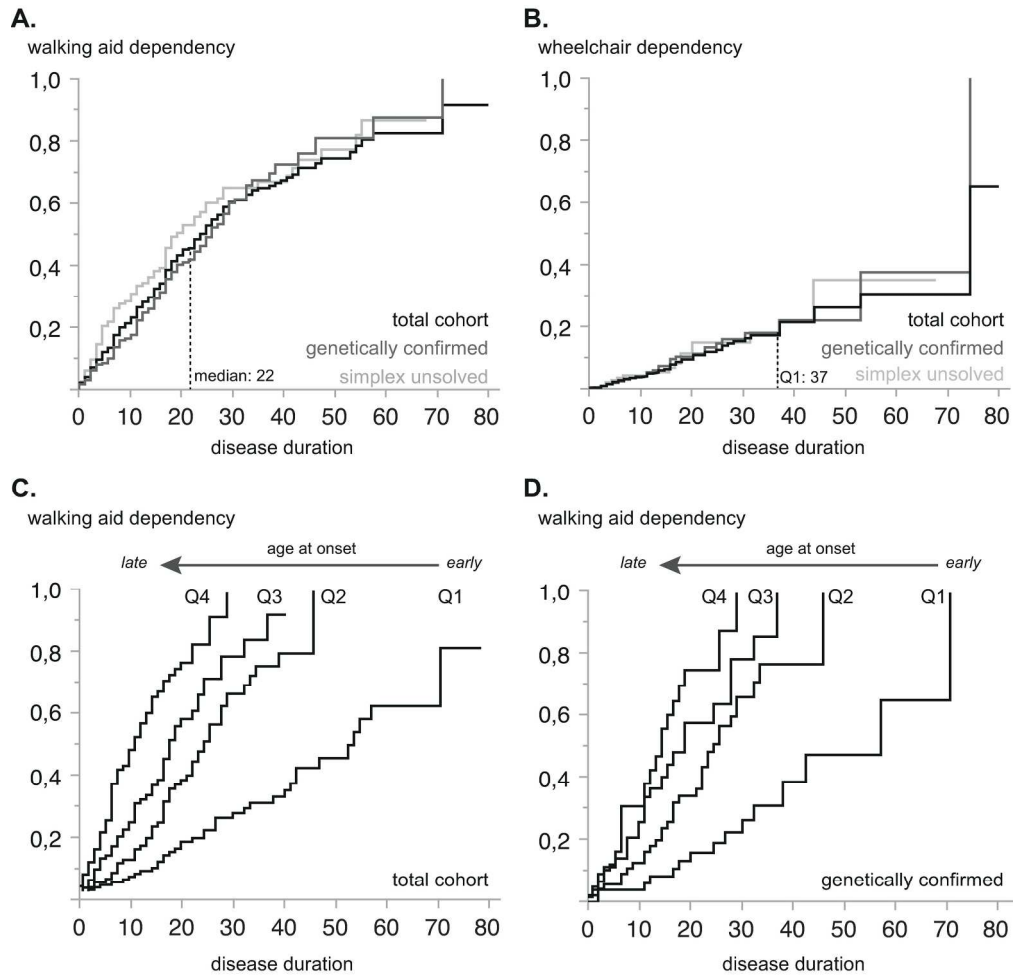 A.
walking aid dependency
1,0
0,8
0,6
0,4
0,2
total cohort
genetically confirmed
median: 22
simplex unsolved
0 10 20 30 40 50 60 70 80
disease duration
B.
wheelchair dependency
1,0
0,8
0,6
0,4
0,2
total cohort
genetically confirmed
Q1: 37
simplex unsolved
0 10 20 30 40 50 60 70 80
disease duration
C.
walking aid dependency
age at onset
late early
1,0
Q4 Q3 Q2 Q1
0,8
0,6
0,4
0,2
total cohort
0 10 20 30 40 50 60 70 80
disease duration
D.
walking aid dependency
age at onset
late early
1,0
Q4 Q3 Q2 Q1
0,8
0,6
0,4
0,2
genetically confirmed
0 10 20 30 40 50 60 70 80
disease duration